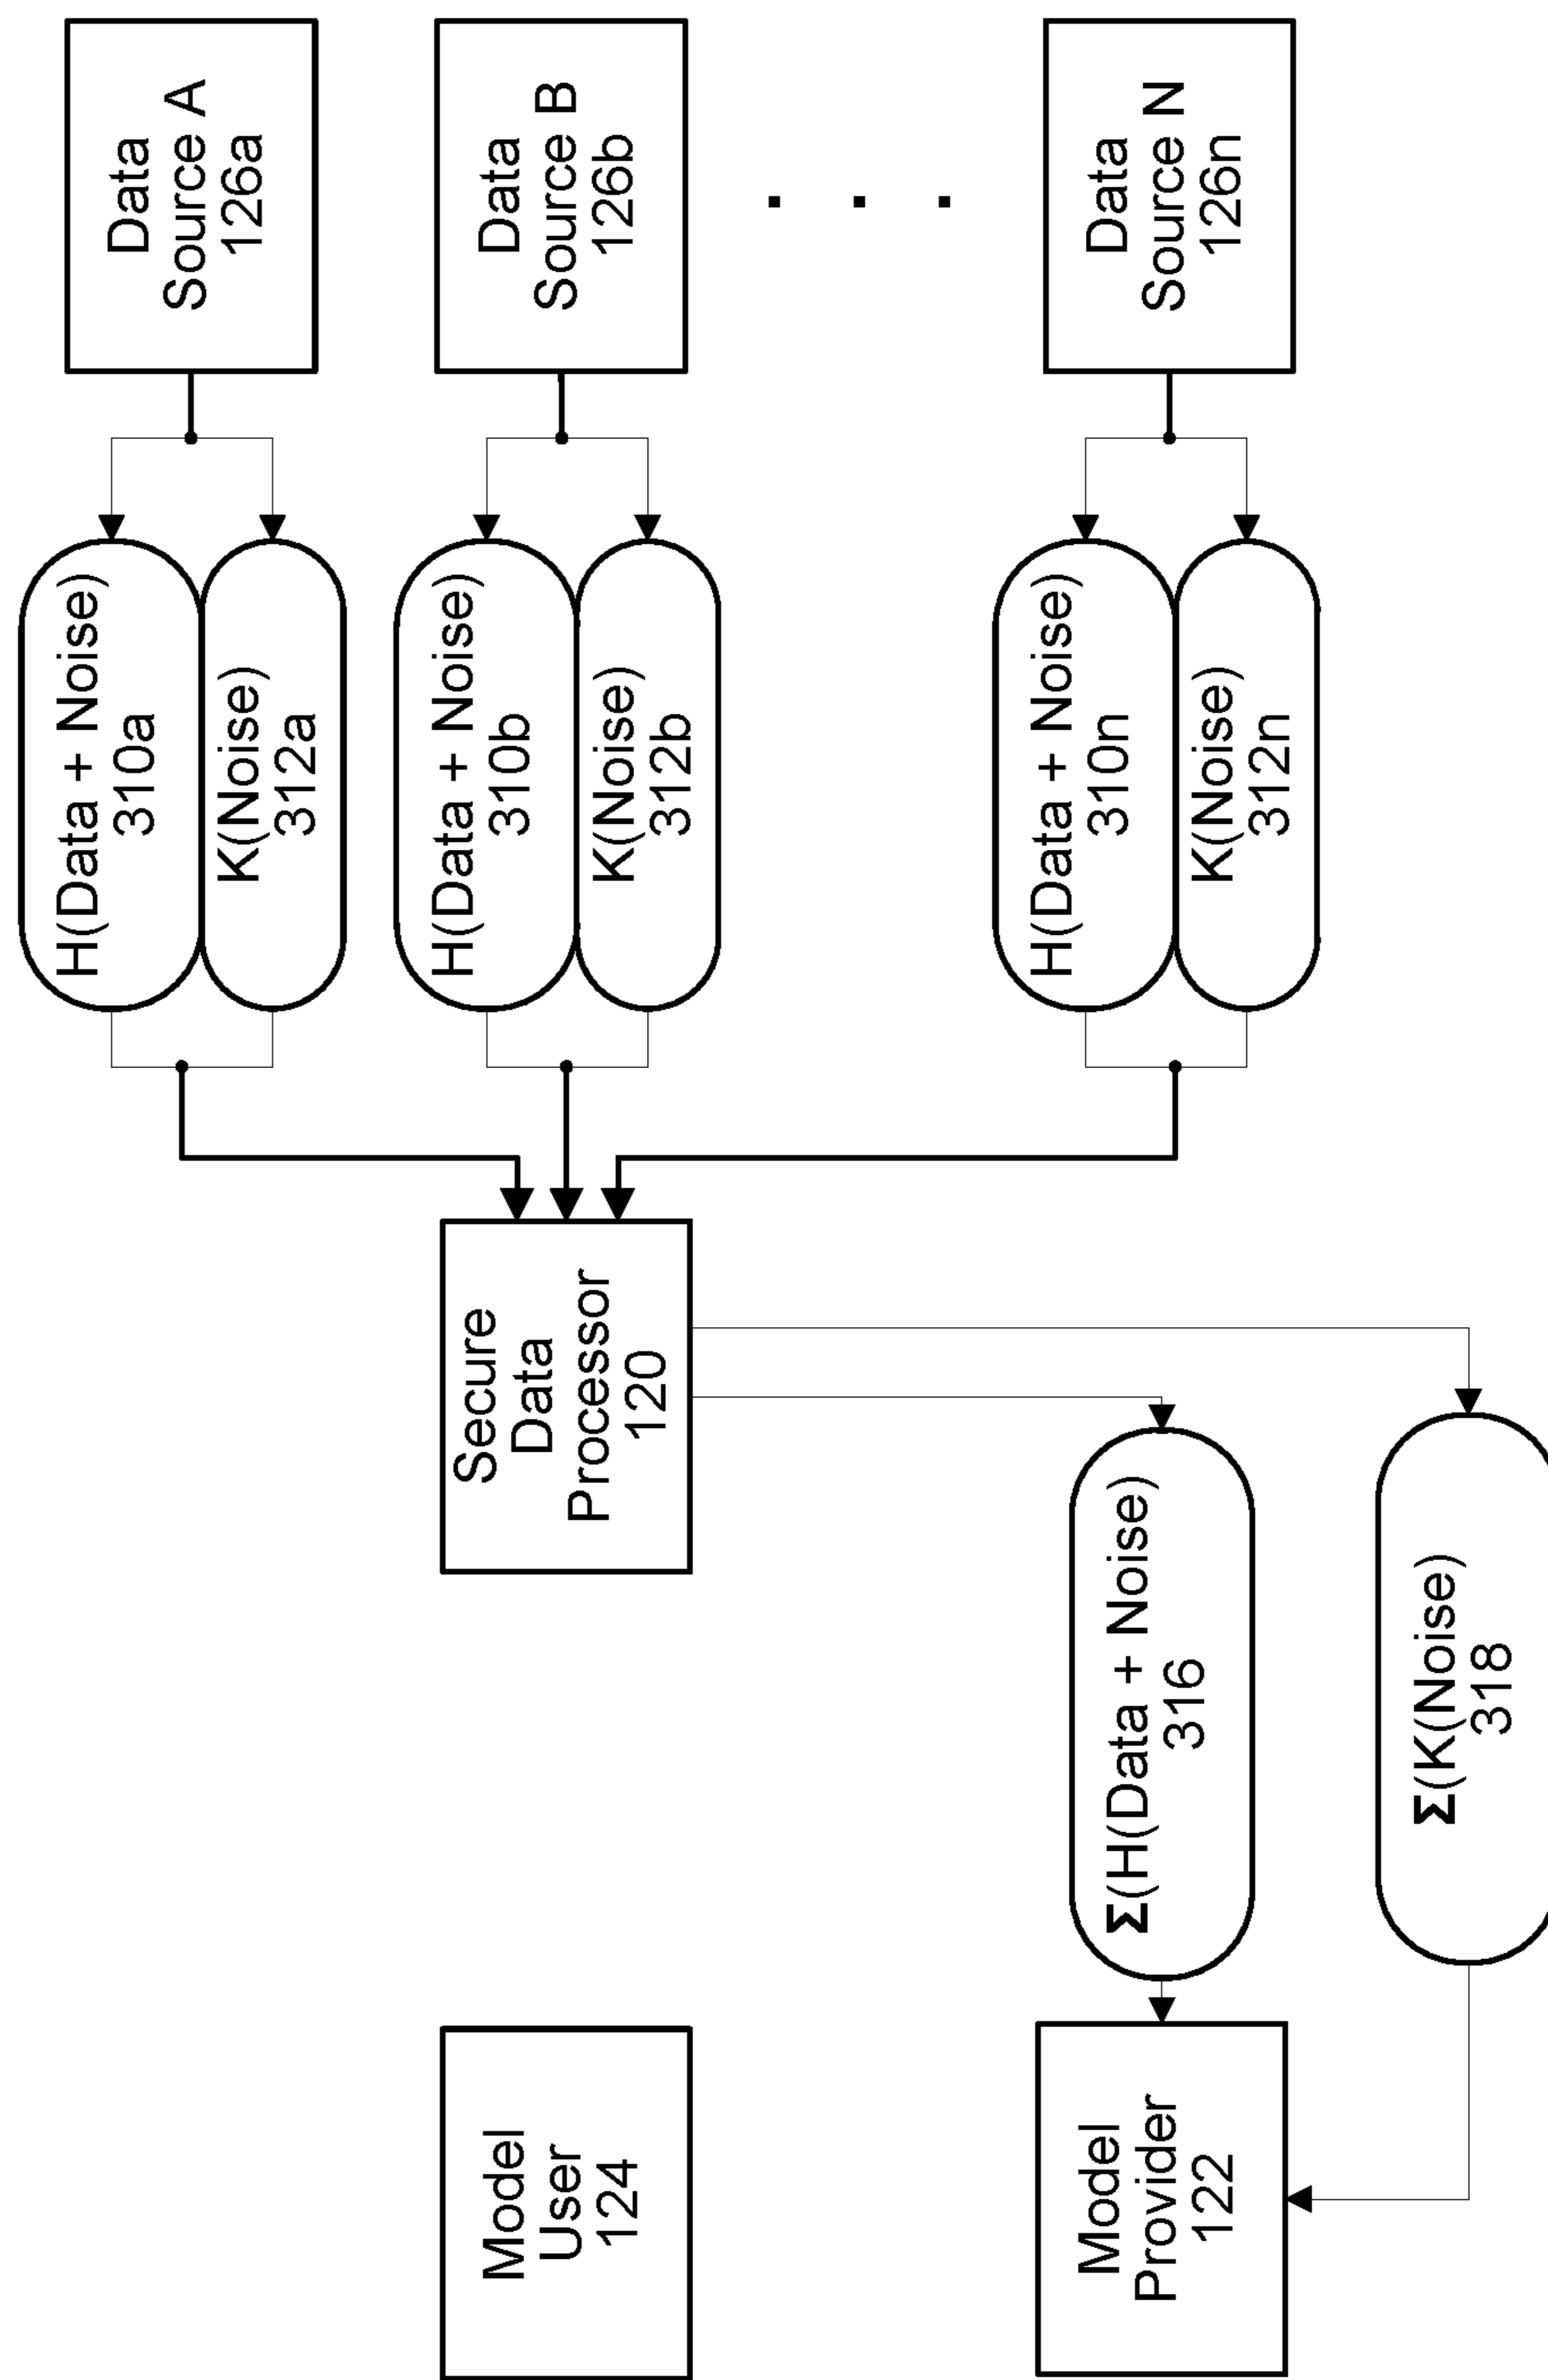 Data
Source A
126a
H(Data + Noise)
310a
K(Noise)
312a
Data
Source B
126b
H(Data + Noise)
310b
K(Noise)
312b
. . .
Data
Source N
126n
H(Data + Noise)
310n
K(Noise)
312n
Secure
Data
Processor
120
Σ(H(Data + Noise)
316
Σ(K(Noise)
318
Model
User
124
Model
Provider
122